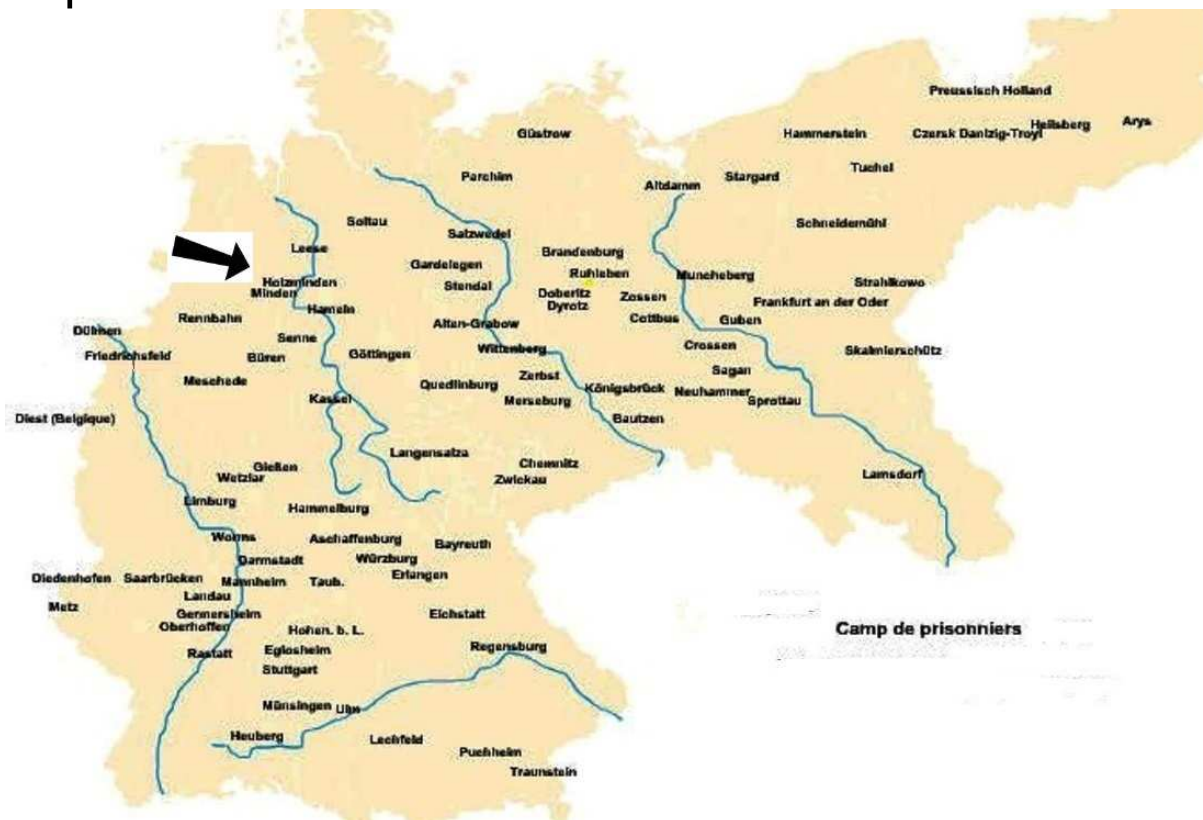 Preussisch Holland
Heilsberg
Arys
Güstrow
Hammerstein
Czersk Dantzig-Troyl
Parchim
Tuchel
Stargard
Altdamm
Soltau
Schneidemühl
Satzwedel
Leese
Brandenburg
Gardelegen
Ruhleben
Muncheberg
Holzminden
Stendal
Strahlkowo
Minden
Doberitz
Zossen
Frankfurt an der Oder
Dyrotz
Hameln
Rennbahn
Cottbus
Guben
Alten-Grabow
Dülmen
Senne
Crossen
Wittenberg
Skalmierschütz
Friedrichsfeld
Büren
Göttingen
Sagan
Zerbst
Meschede
Quedlinburg
Königsbrück
Neuhammer
Kassel
Merseburg
Sprottau
Diest (Belgique)
Bautzen
Langensalza
Gießen
Chemnitz
Wetzlar
Zwickau
Lamsdorf
Limburg
Hammelburg
Worms
Aschaffenburg
Bayreuth
Darmstadt
Würzburg
Diedenhofen
Saarbrücken
Mannheim
Taub.
Erlangen
Landau
Metz
Germersheim
Eichstatt
Oberhoffen
Hohen. b. L.
Camp de prisonniers
Rastatt
Eglosheim
Regensburg
Stuttgart
Münsingen
Ulm
Heuberg
Lechfeld
Puchheim
Traunstein